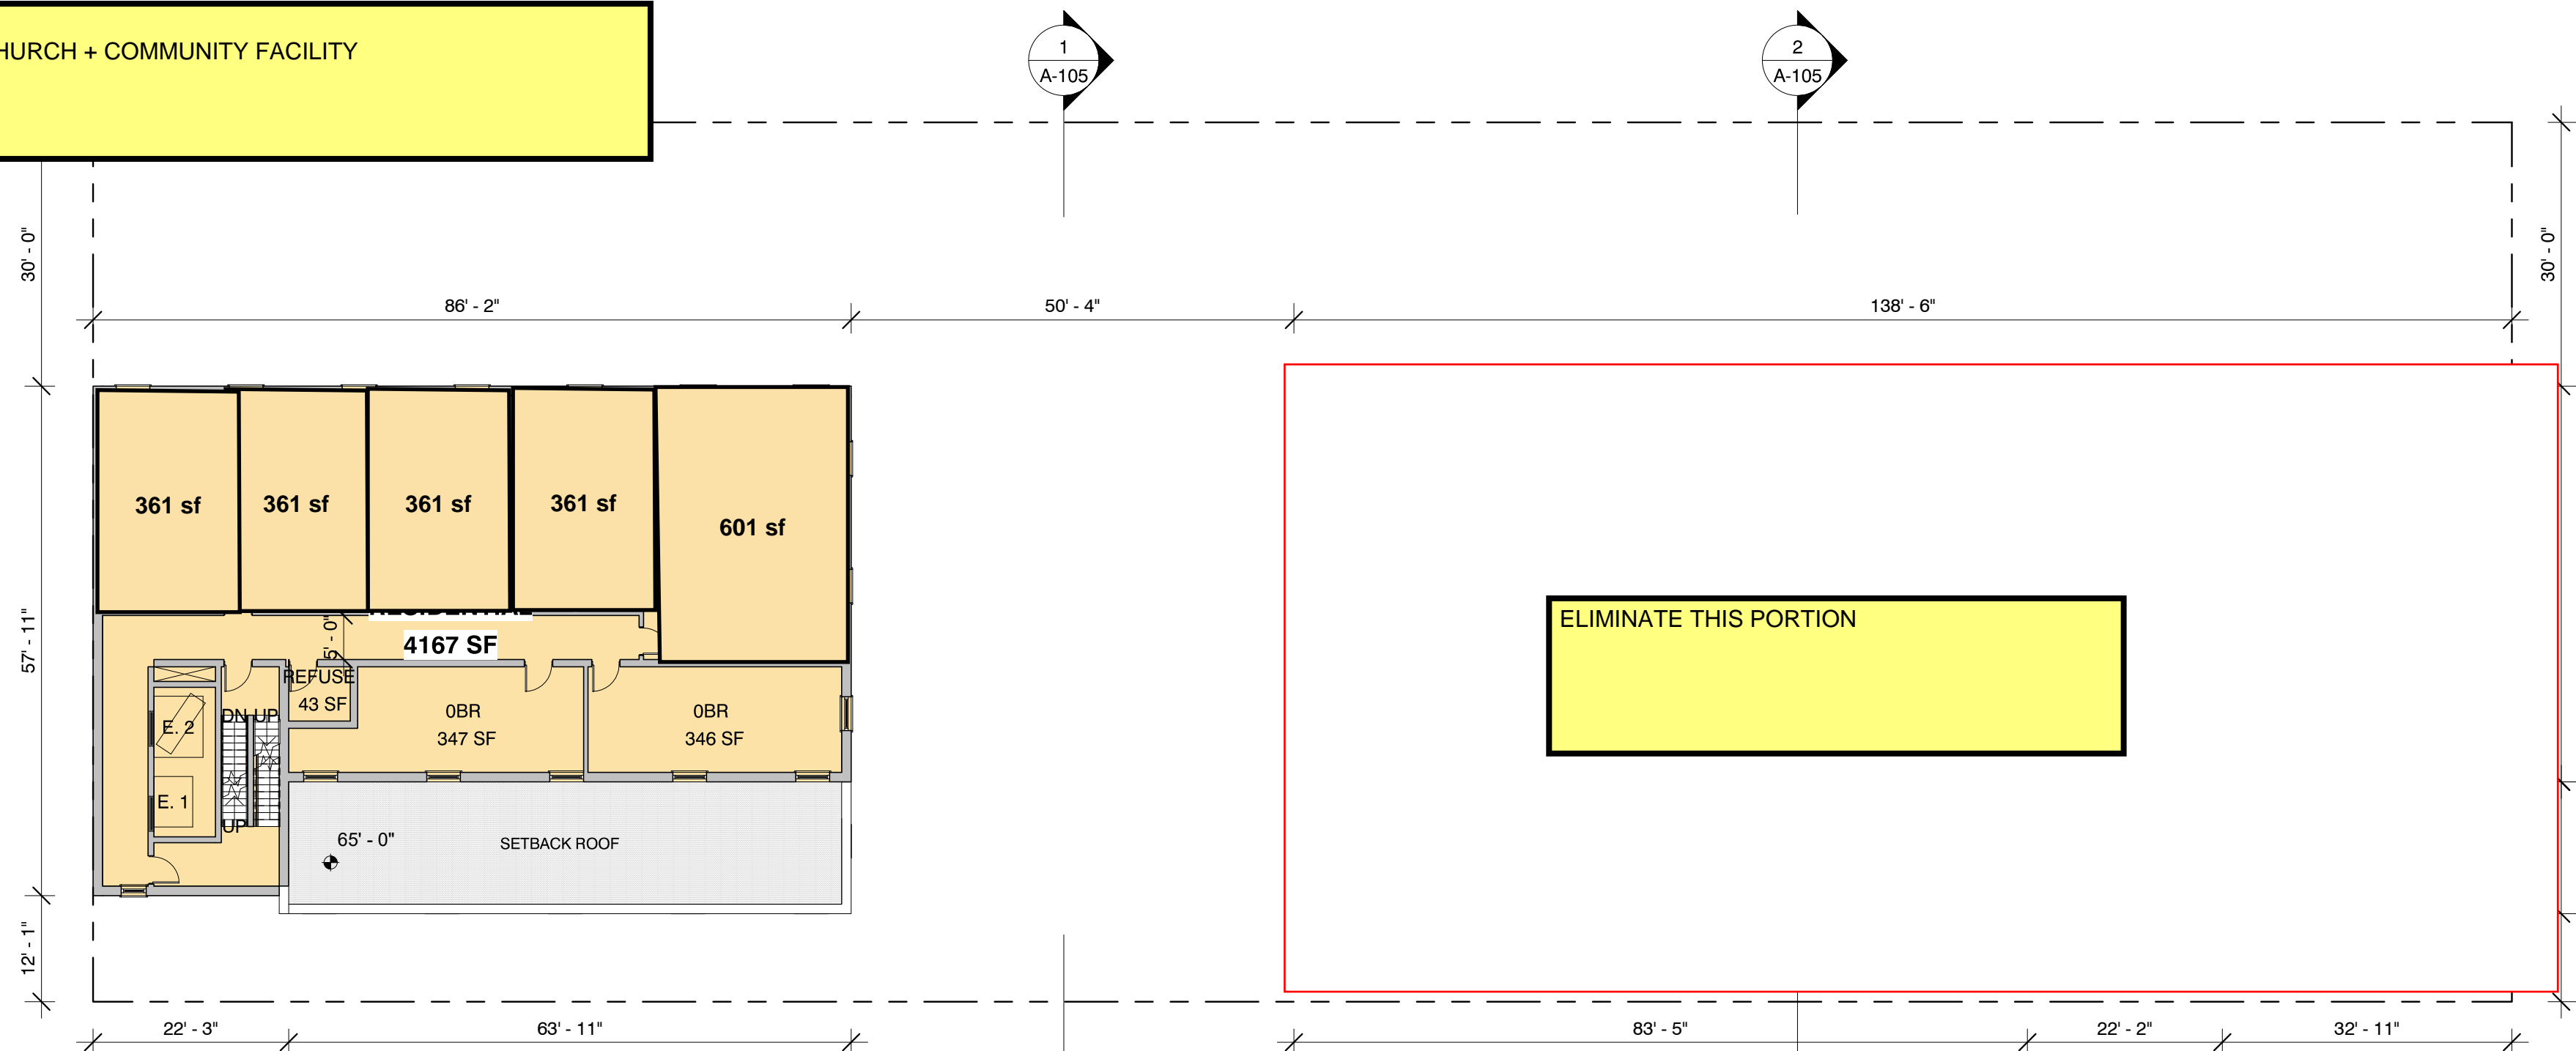 HURCH + COMMUNITY FACILITY
1
A-105
2
A-105
30' - 0"
30' - 0"
86' - 2"
50' - 4"
138' - 6"
361 sf
361 sf
361 sf
361 sf
601 sf
57' - 11"
RESIDENTIAL
4167 SF
5' - 0"
REFUSE
43 SF
0BR
347 SF
0BR
346 SF
DN UP
E. 2
E. 1
UP
65' - 0"
SETBACK ROOF
ELIMINATE THIS PORTION
12' - 1"
22' - 3"
63' - 11"
83' - 5"
22' - 2"
32' - 11"